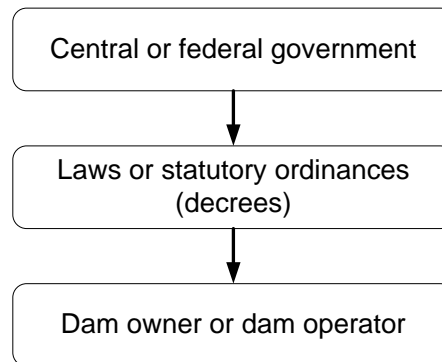 Central or federal government
Laws or statutory ordinances
(decrees)
Dam owner or dam operator